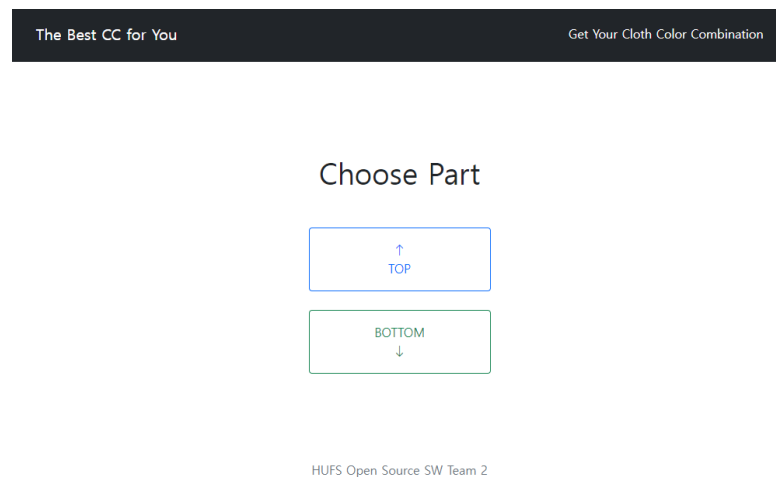 The Best CC for You
Get Your Cloth Color Combination
Choose Part
↑
TOP
BOTTOM
↓
HUFS Open Source SW Team 2